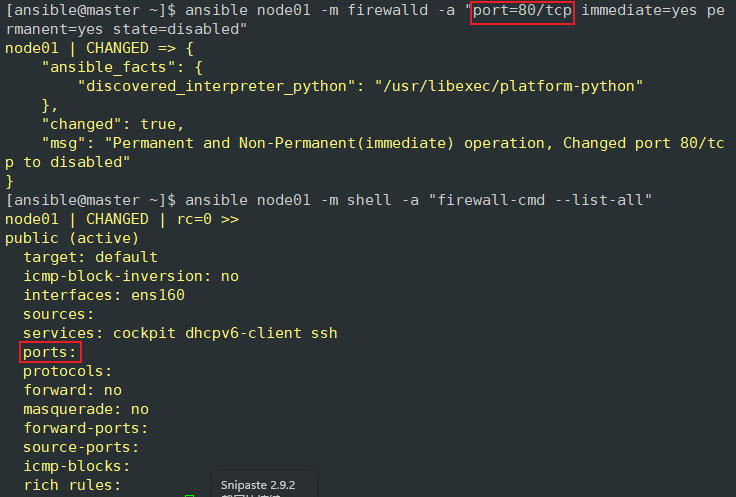 [ansible@master ~]$ ansible node01 -m firewalld -a "port=80/tcp immediate=yes pe
rmanent=yes state=disabled"
node01 | CHANGED => {
    "ansible_facts": {
        "discovered_interpreter_python": "/usr/libexec/platform-python"
    },
    "changed": true,
    "msg": "Permanent and Non-Permanent(immediate) operation, Changed port 80/tc
p to disabled"
}
[ansible@master ~]$ ansible node01 -m shell -a "firewall-cmd --list-all"
node01 | CHANGED | rc=0 >>
public (active)
  target: default
  icmp-block-inversion: no
  interfaces: ens160
  sources:
  services: cockpit dhcpv6-client ssh
  ports:
  protocols:
  forward: no
  masquerade: no
  forward-ports:
  source-ports:
  icmp-blocks:
  rich rules:
Snipaste 2.9.2